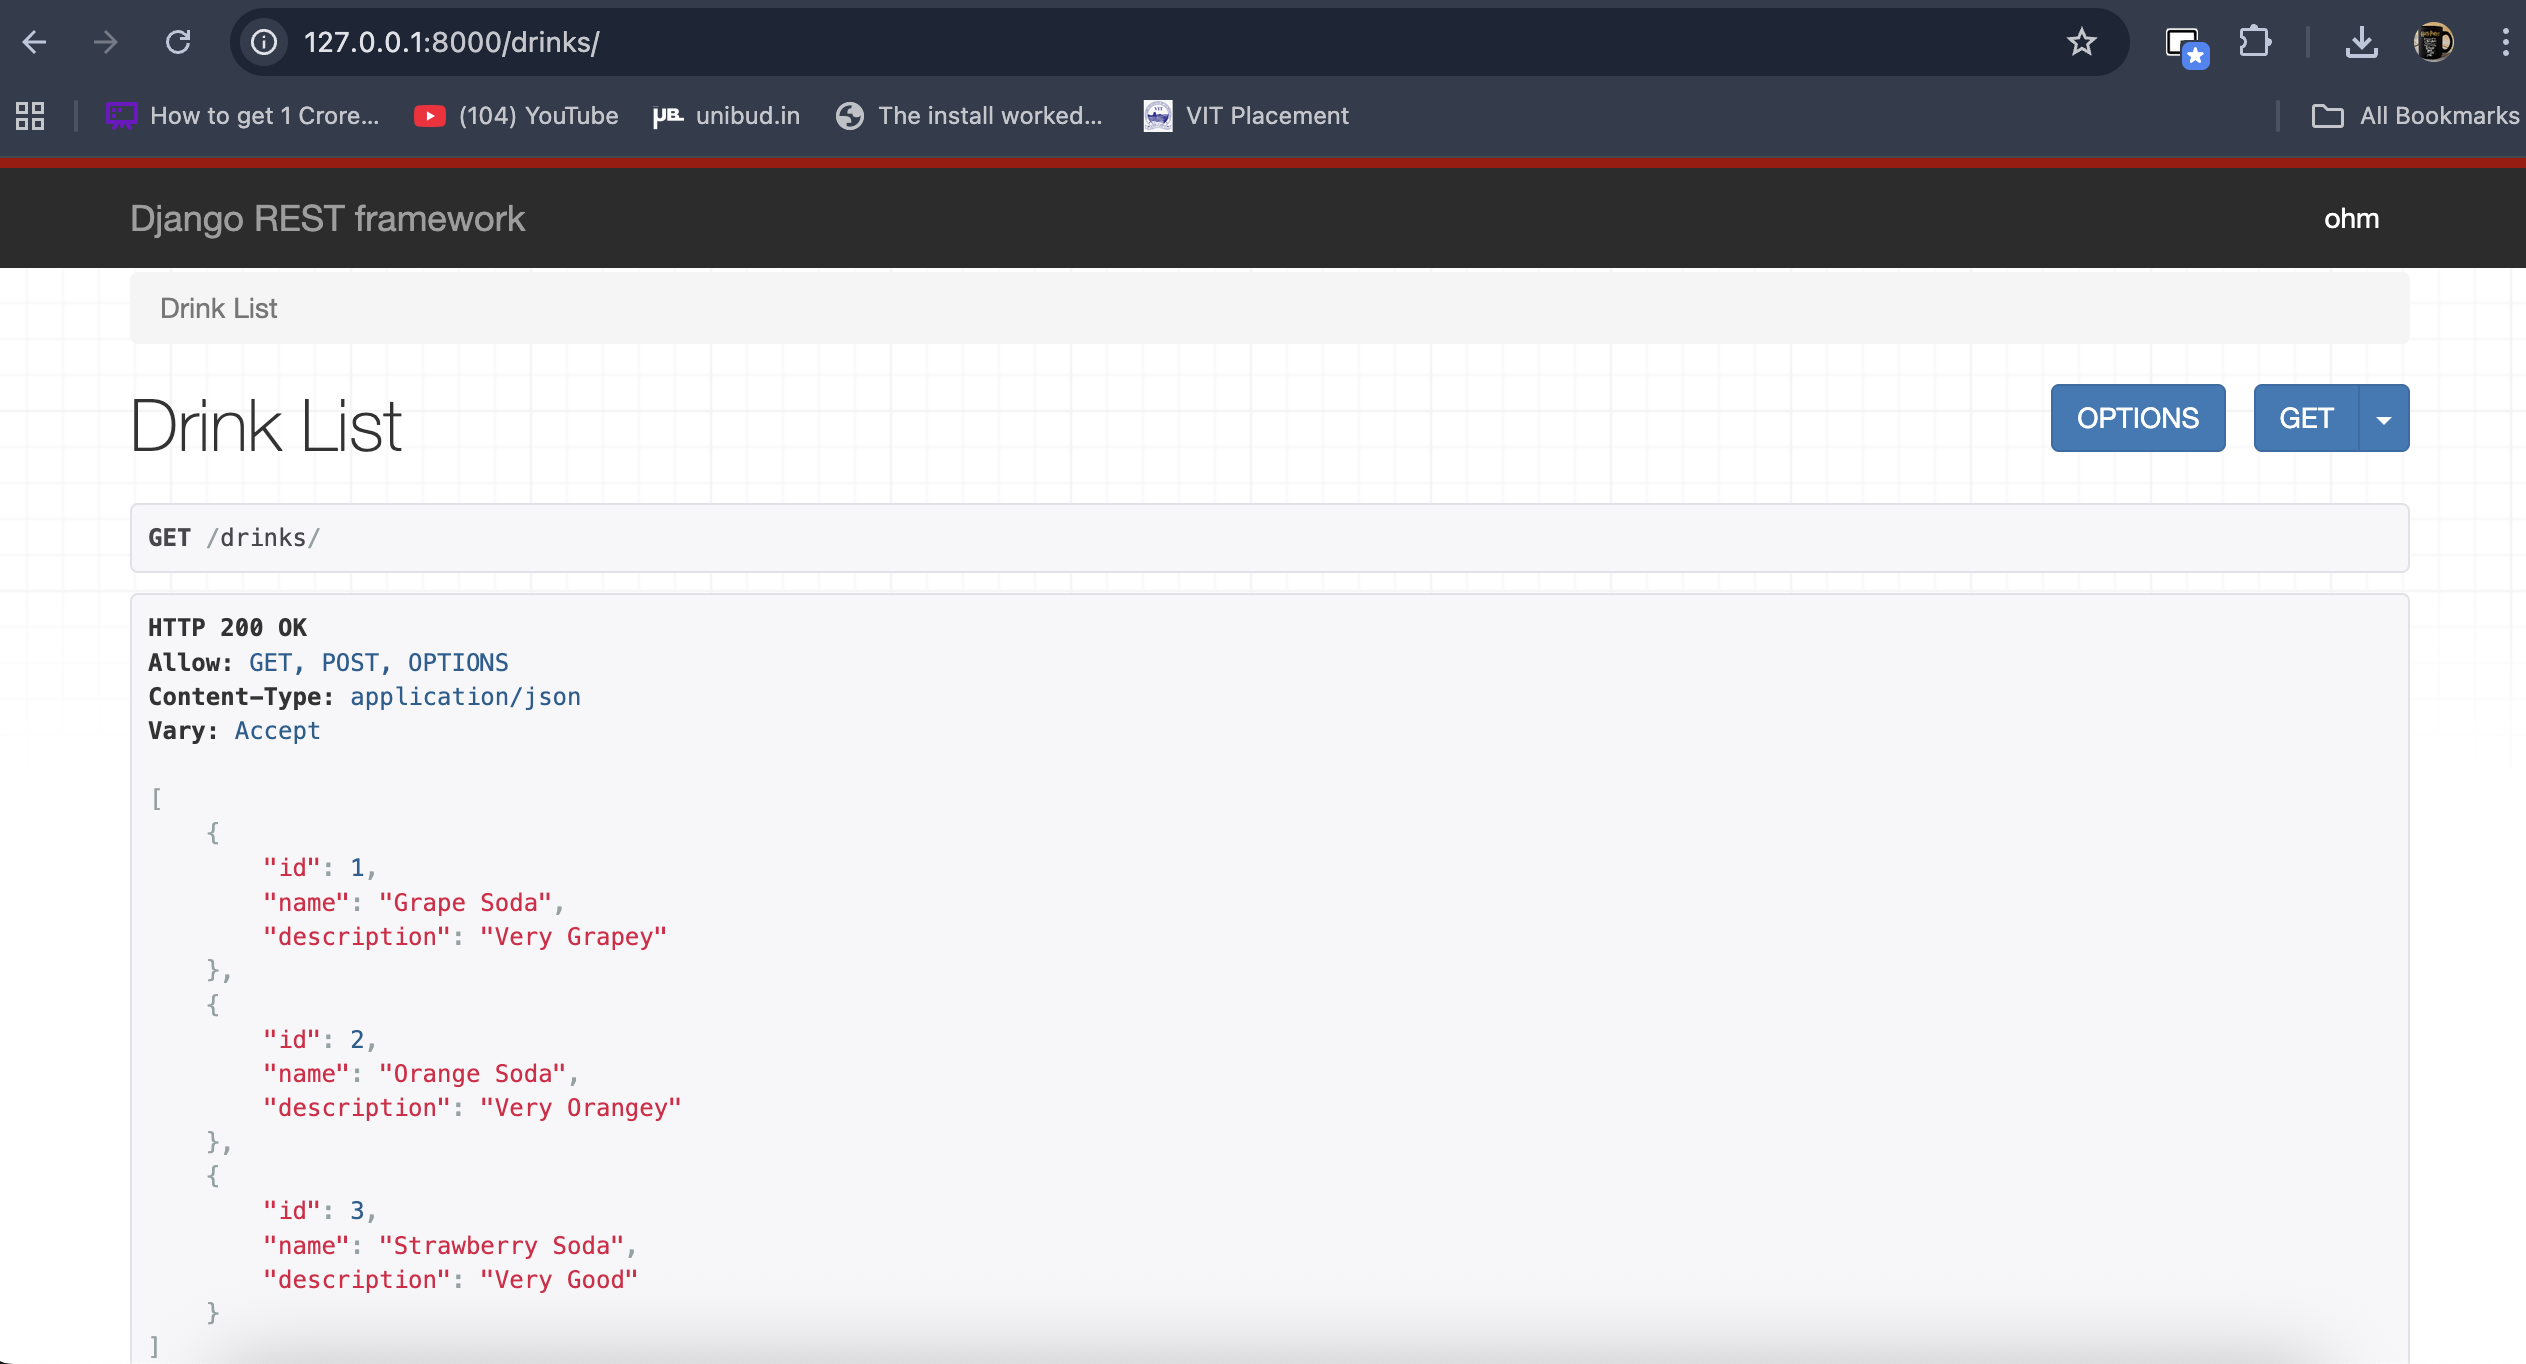 127.0.0.1:8000/drinks/
How to get 1 Crore...
(104) YouTube
µB.
unibud.in
The install worked...
VIT Placement
All Bookmarks
Django REST framework
ohm
Drink List
Drink List
OPTIONS
GET
GET /drinks/
HTTP 200 OK
Allow: GET, POST, OPTIONS
Content-Type: application/json
Vary: Accept
[
{
"id": 1,
"name": "Grape Soda",
"description": "Very Grapey"
},
{
"id": 2,
"name": "Orange Soda",
"description": "Very Orangey"
},
{
"id": 3,
"name": "Strawberry Soda",
"description": "Very Good"
}
]